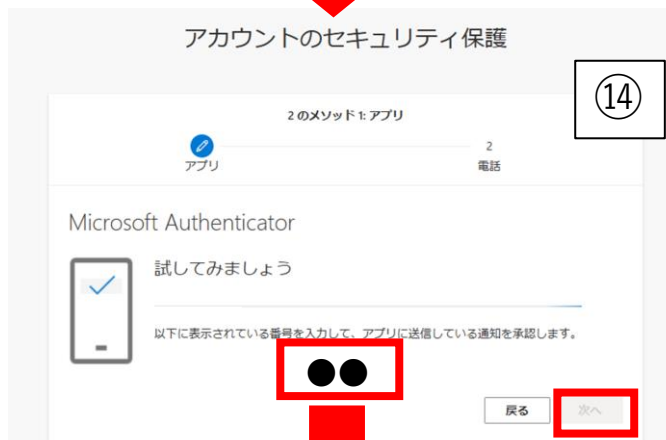 アカウントのセキュリティ保護
⑭
2 のメソッド 1: アプリ
アプリ
2
電話
Microsoft Authenticator
試してみましょう
以下に表示されている番号を入力して、アプリに送信している通知を承認します。
●●
戻る
次へ